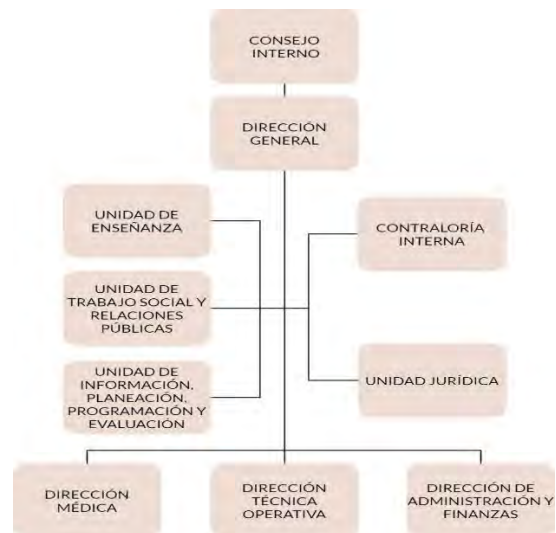 CONSEJO
INTERNO
DIRECCIÓN
GENERAL
UNIDAD DE
ENSEÑANZA
CONTRALORÍA
INTERNA
UNIDAD DE
TRABAJO SOCIAL Y
RELACIONES
PÚBLICAS
UNIDAD DE
INFORMACIÓN,
PLANEACIÓN,
PROGRAMACIÓN Y
EVALUACIÓN
UNIDAD JURÍDICA
DIRECCIÓN
MÉDICA
DIRECCIÓN
TÉCNICA
OPERATIVA
DIRECCIÓN DE
ADMINISTRACIÓN Y
FINANZAS